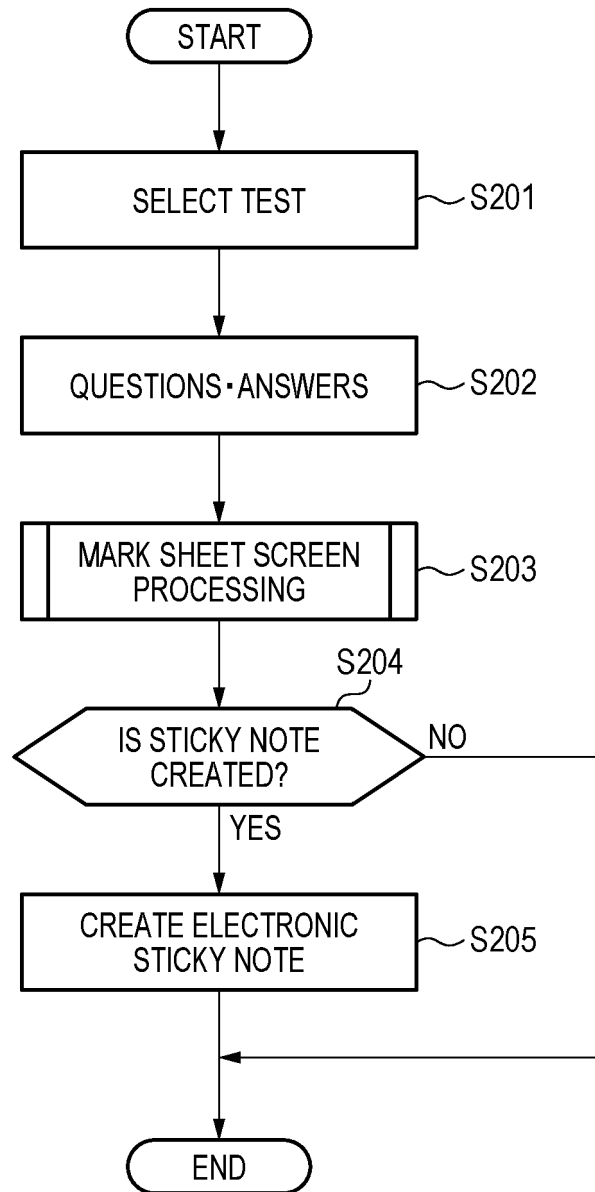 START
SELECT TEST
S201
QUESTIONS・ANSWERS
S202
MARK SHEET SCREEN
PROCESSING
S203
S204
IS STICKY NOTE
CREATED?
NO
YES
CREATE ELECTRONIC
STICKY NOTE
S205
END